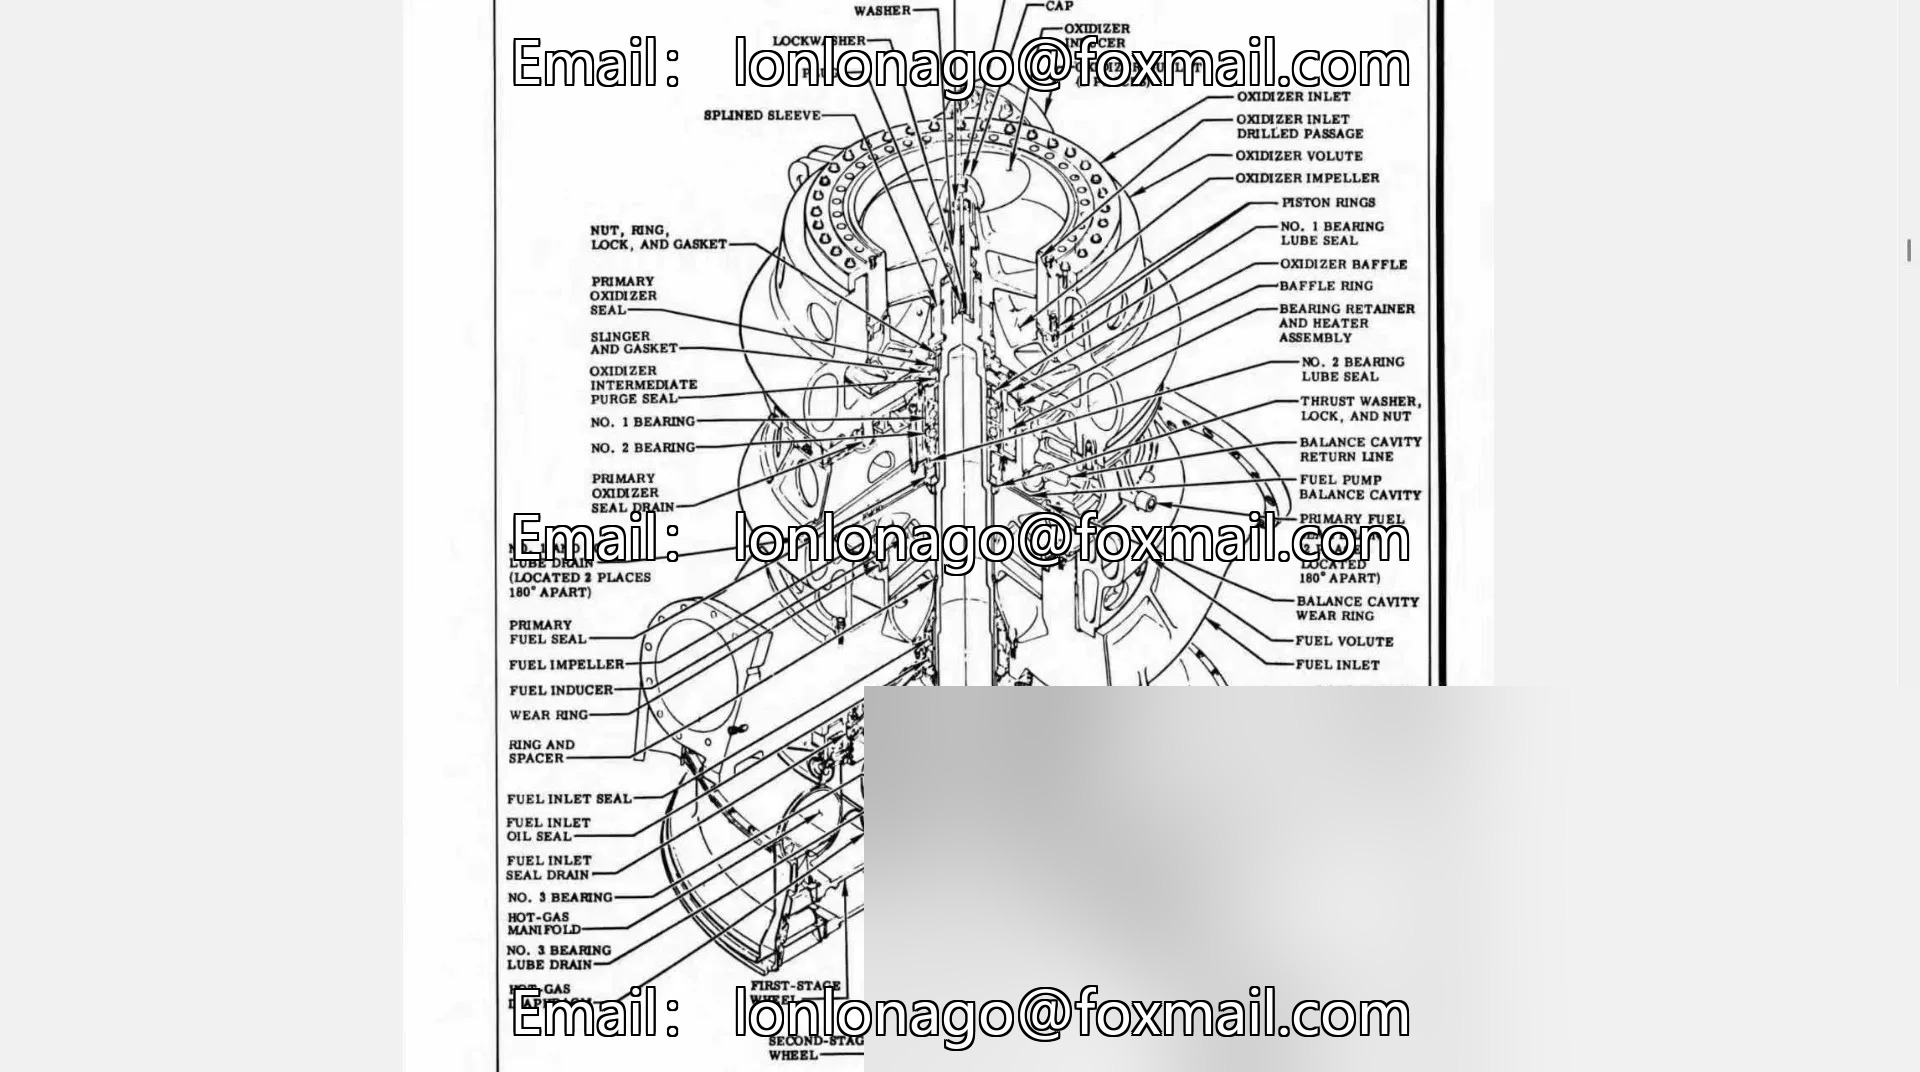 WASHER
CAP
OXIDIZER
LOCKWASHER
Email： lonlonago@foxmail.com
OXIDIZER INLET
SPLINED SLEEVE
OXIDIZER INLET
DRILLED PASSAGE
OXIDIZER VOLUTE
OXIDIZER IMPELLER
PISTON RINGS
NUT, RING,
LOCK, AND GASKET
NO. 1 BEARING
LUBE SEAL
OXIDIZER BAFFLE
PRIMARY
OXIDIZER
SEAL
BAFFLE RING
BEARING RETAINER
AND HEATER
ASSEMBLY
SLINGER
AND GASKET
NO. 2 BEARING
LUBE SEAL
OXIDIZER
INTERMEDIATE
PURGE SEAL
THRUST WASHER,
LOCK, AND NUT
NO. 1 BEARING
NO. 2 BEARING
BALANCE CAVITY
RETURN LINE
PRIMARY
OXIDIZER
SEAL DRAIN
FUEL PUMP
BALANCE CAVITY
PRIMARY FUEL
Email： lonlonago@foxmail.com
LUBE DRAIN
(LOCATED 2 PLACES
180° APART)
LOCATED
180° APART)
BALANCE CAVITY
WEAR RING
PRIMARY
FUEL SEAL
FUEL VOLUTE
FUEL IMPELLER
FUEL INLET
FUEL INDUCER
WEAR RING
RING AND
SPACER
FUEL INLET SEAL
FUEL INLET
OIL SEAL
FUEL INLET
SEAL DRAIN
NO. 3 BEARING
HOT-GAS
MANIFOLD
NO. 3 BEARING
LUBE DRAIN
HOT-GAS
FIRST-STAGE
WHEEL
Email： lonlonago@foxmail.com
SECOND-STAG
WHEEL